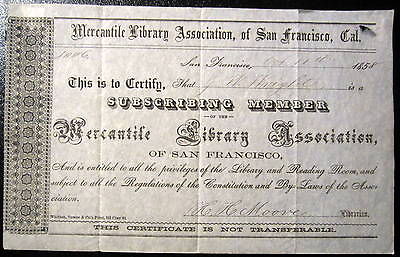 Mercantile Library Association, of San Francisco, Cal.
San Francisco, 1858
This is to Certify, That is a
SUBSCRIBING MEMBER
OF THE
Mercantile Library Association,
OF SAN FRANCISCO,
And is entitled to all the privileges of the Library and Reading Room, and
subject to all the Regulations of the Constitution and By-Laws of the Asso-
ciation.
H. H. Moore Librarian.
THIS CERTIFICATE IS NOT TRANSFERABLE.